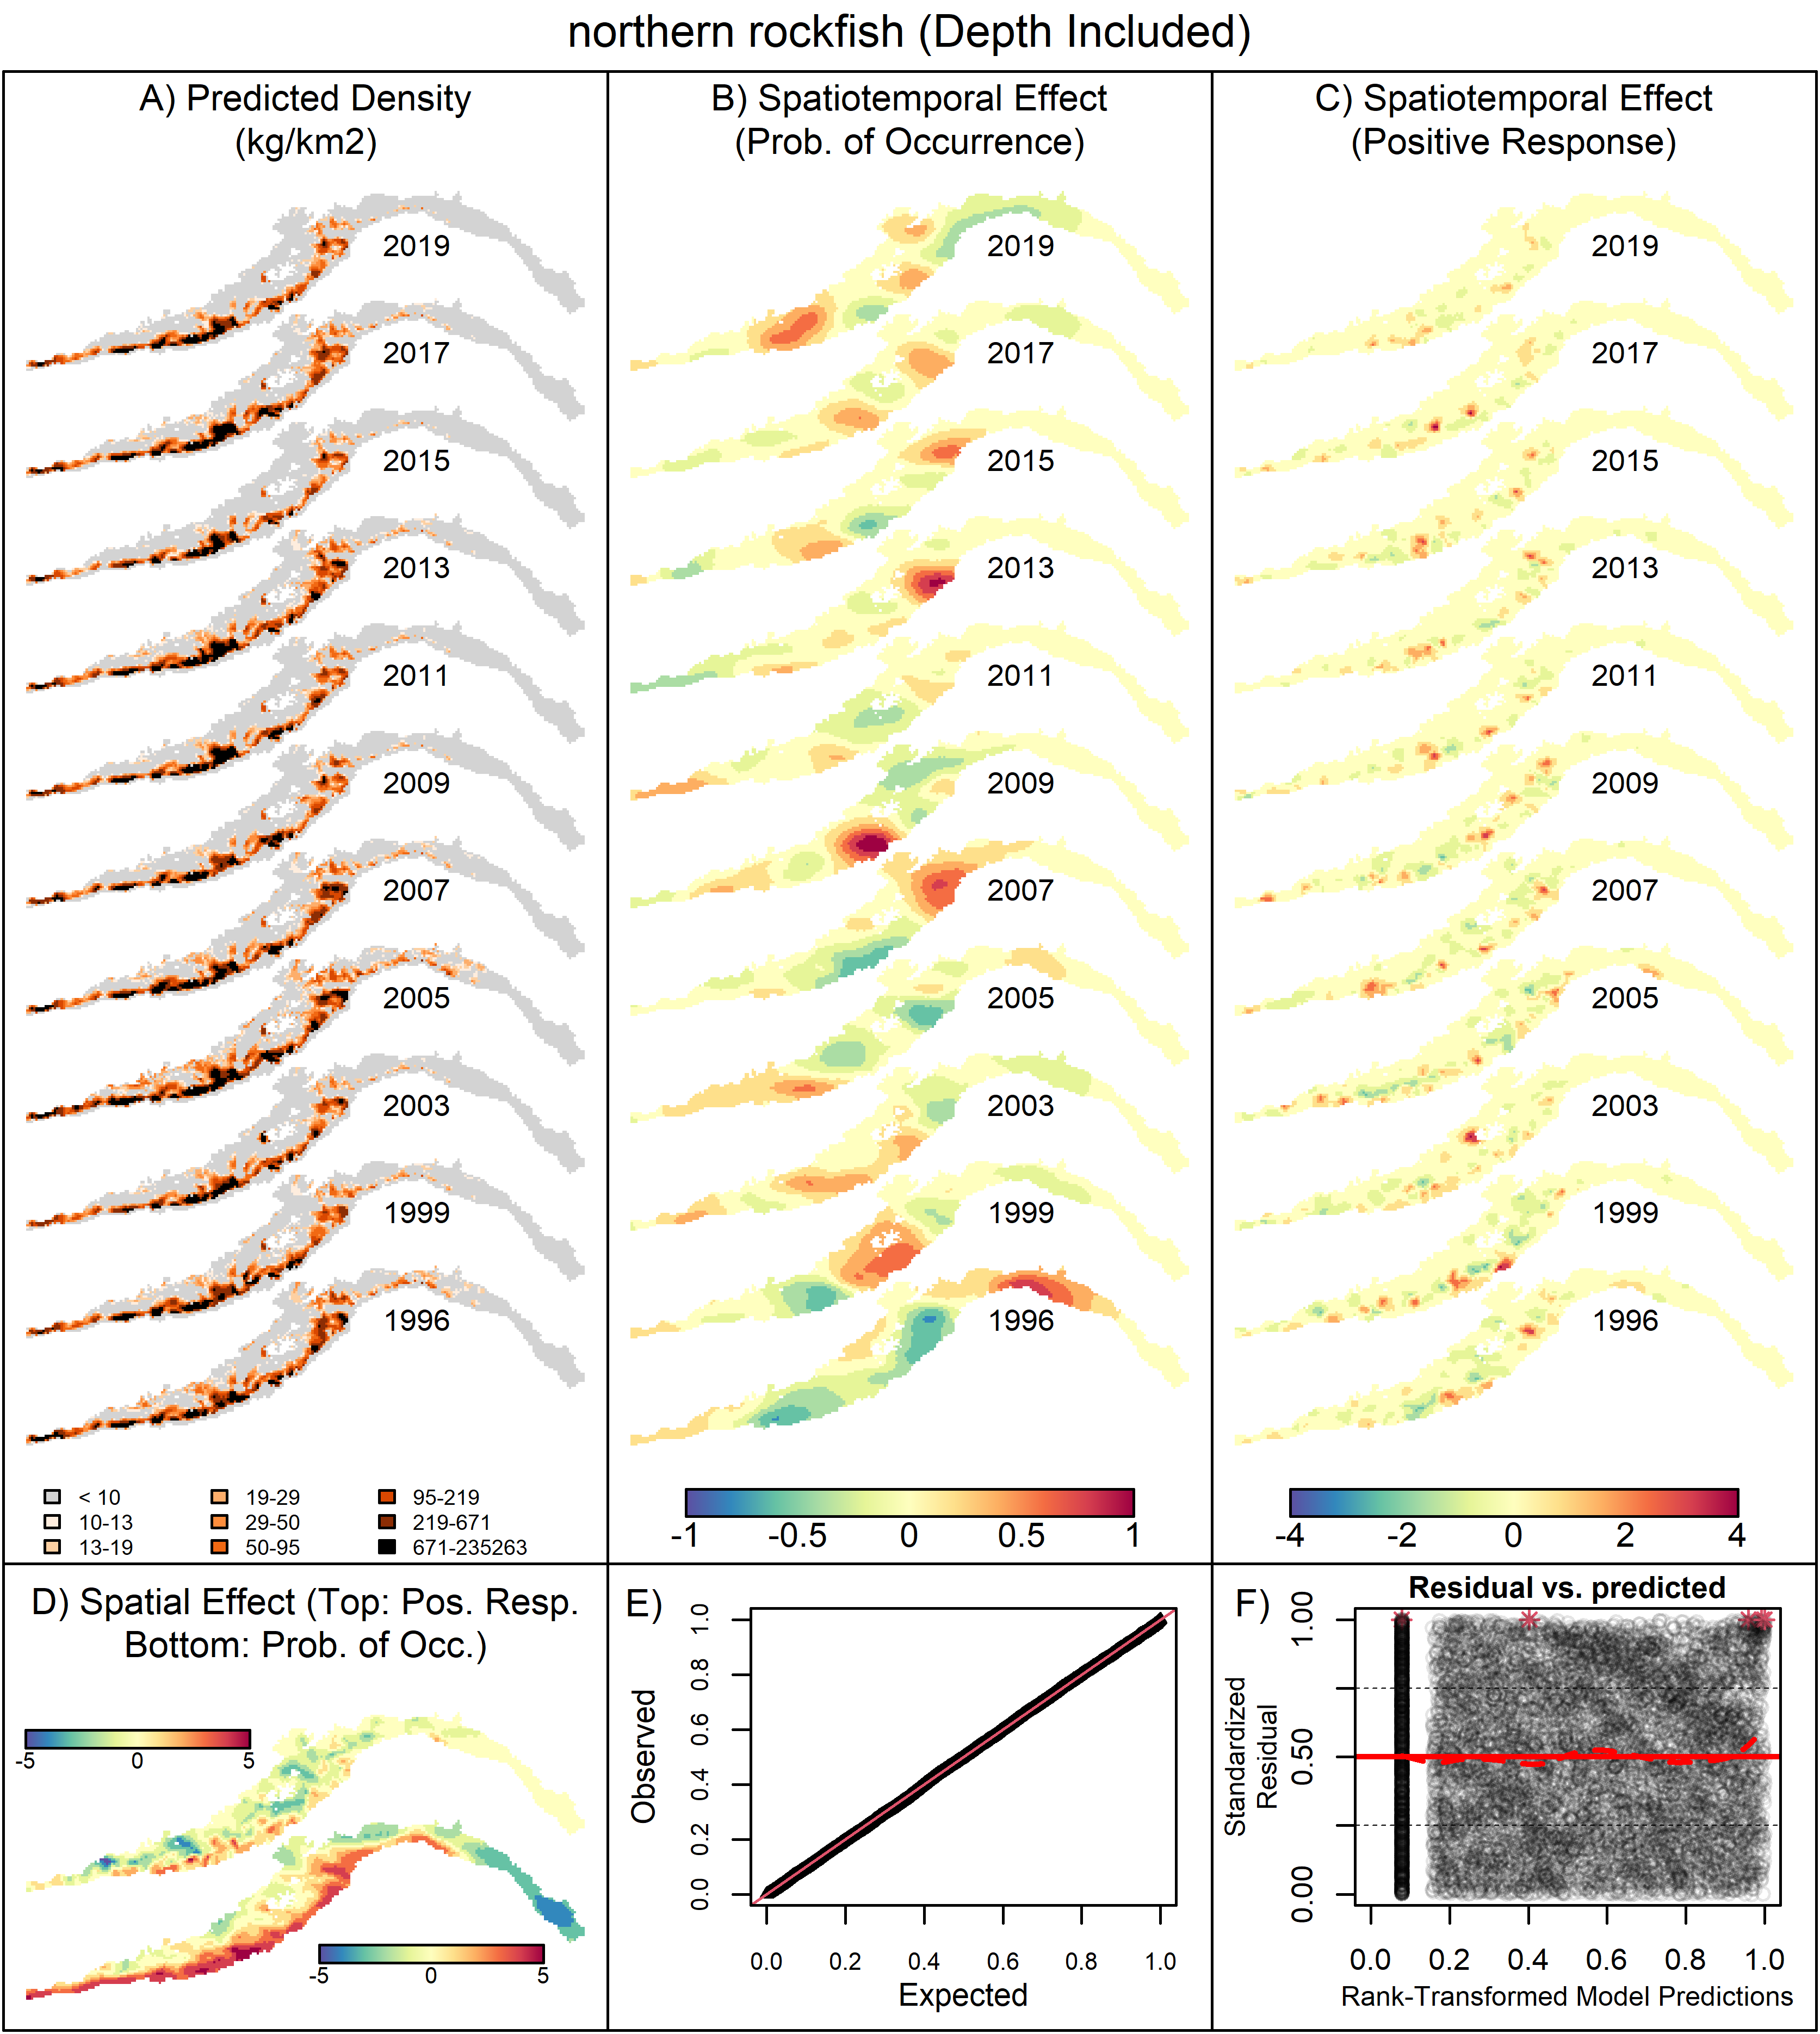 northern rockfish (Depth Included)
A) Predicted Density
(kg/km2)
2019
2017
2015
2013
2011
2009
2007
2005
2003
1999
1996
< 10
10-13
13-19
19-29
29-50
50-95
95-219
219-671
671-235263
B) Spatiotemporal Effect
(Prob. of Occurrence)
2019
2017
2015
2013
2011
2009
2007
2005
2003
1999
1996
-1 -0.5 0 0.5 1
C) Spatiotemporal Effect
(Positive Response)
2019
2017
2015
2013
2011
2009
2007
2005
2003
1999
1996
-4 -2 0 2 4
D) Spatial Effect (Top: Pos. Resp.
Bottom: Prob. of Occ.)
-5 0 5
-5 0 5
E)
Observed
0.0 0.2 0.4 0.6 0.8 1.0
0.0 0.2 0.4 0.6 0.8 1.0
Expected
F)
Residual vs. predicted
Standardized
Residual
0.00 0.50 1.00
0.0 0.2 0.4 0.6 0.8 1.0
Rank-Transformed Model Predictions